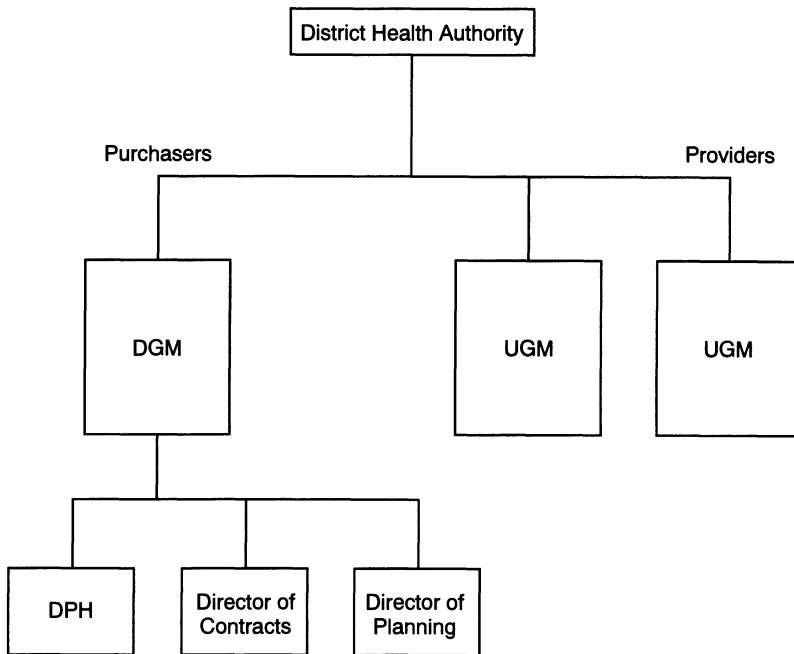 District Health Authority
Purchasers
Providers
DGM
UGM
UGM
DPH
Director of
Contracts
Director of
Planning